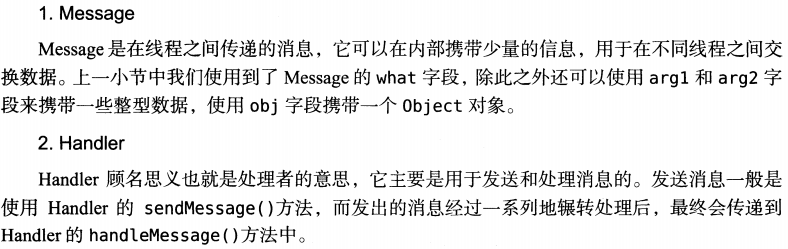 1. Message
Message 是在线程之间传递的消息，它可以在内部携带少量的信息，用于在不同线程之间交
换数据。上一小节中我们使用到了 Message 的 what 字段，除此之外还可以使用 arg1 和 arg2 字
段来携带一些整型数据，使用 obj 字段携带一个 Object 对象。
2. Handler
Handler 顾名思义也就是处理者的意思，它主要是用于发送和处理消息的。发送消息一般是
使用 Handler 的 sendMessage()方法，而发出的消息经过一系列地辗转处理后，最终会传递到
Handler 的 handleMessage()方法中。